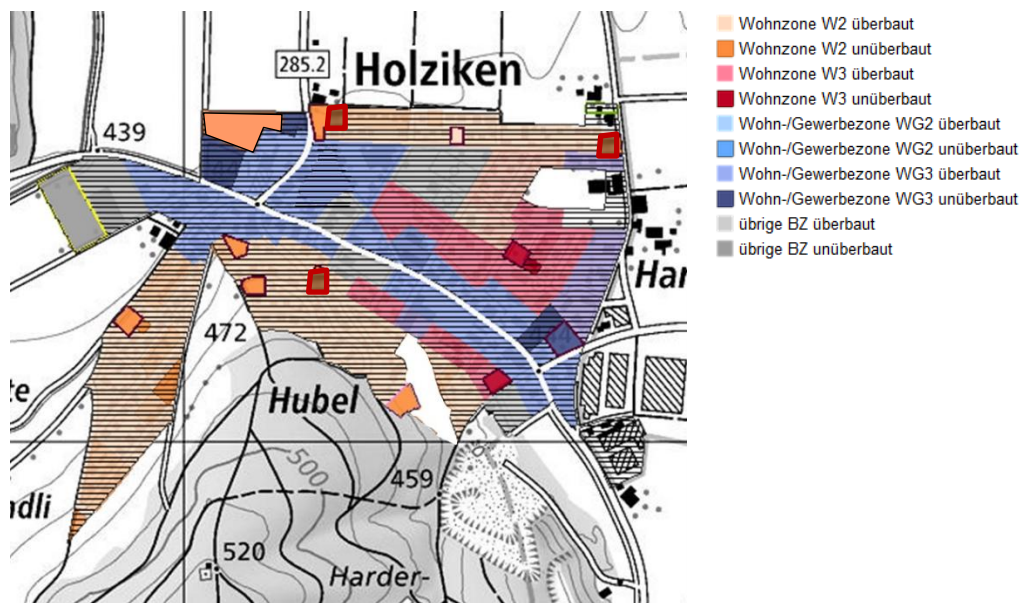 Holziken
285.2
439
Har
472
te
Hubel
500
459
ndli
520
Harder-
Wohnzone W2 überbaut
Wohnzone W2 unüberbaut
Wohnzone W3 überbaut
Wohnzone W3 unüberbaut
Wohn-/Gewerbezone WG2 überbaut
Wohn-/Gewerbezone WG2 unüberbaut
Wohn-/Gewerbezone WG3 überbaut
Wohn-/Gewerbezone WG3 unüberbaut
übrige BZ überbaut
übrige BZ unüberbaut